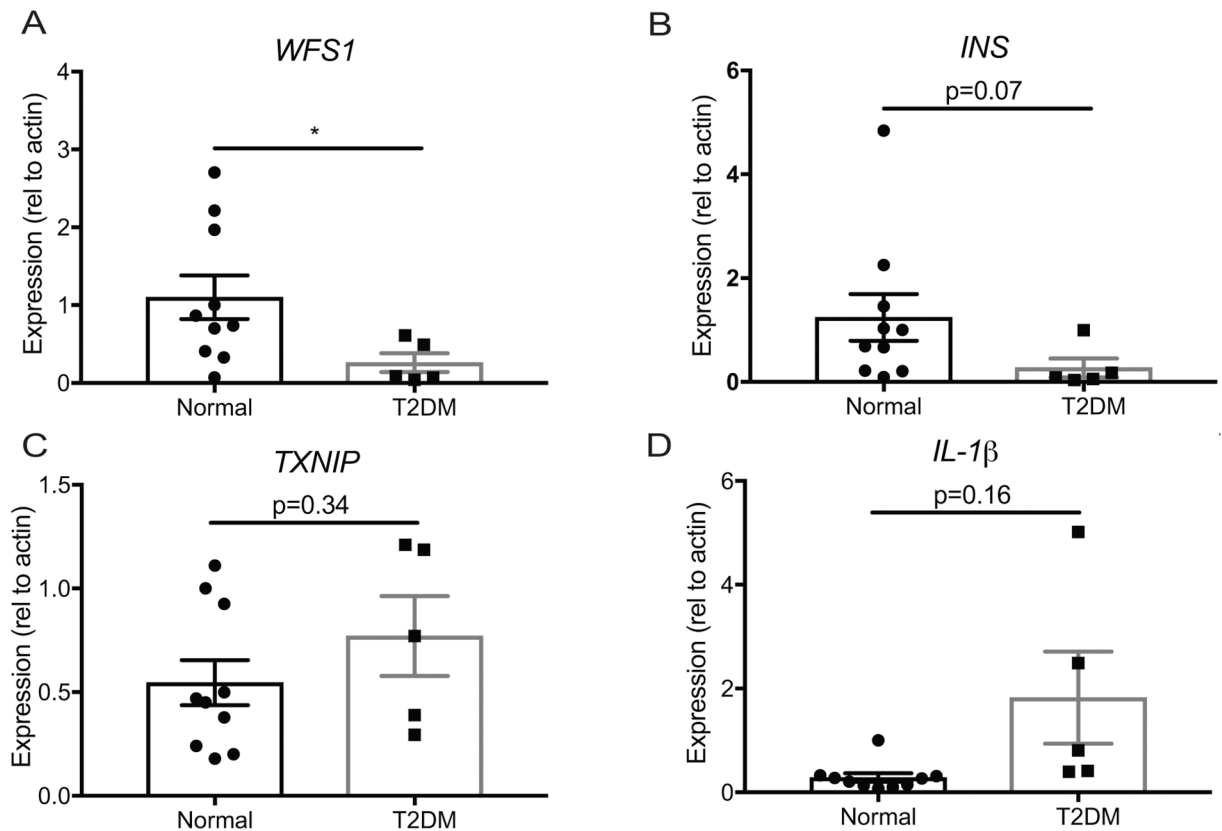 A
WFS1
Expression (rel to actin)
4
3
2
1
0
*
Normal
T2DM
B
INS
Expression (rel to actin)
6
4
2
0
p=0.07
Normal
T2DM
C
TXNIP
Expression (rel to actin)
1.5
1.0
0.5
0.0
p=0.34
Normal
T2DM
D
IL-1β
Expression (rel to actin)
6
4
2
0
p=0.16
Normal
T2DM